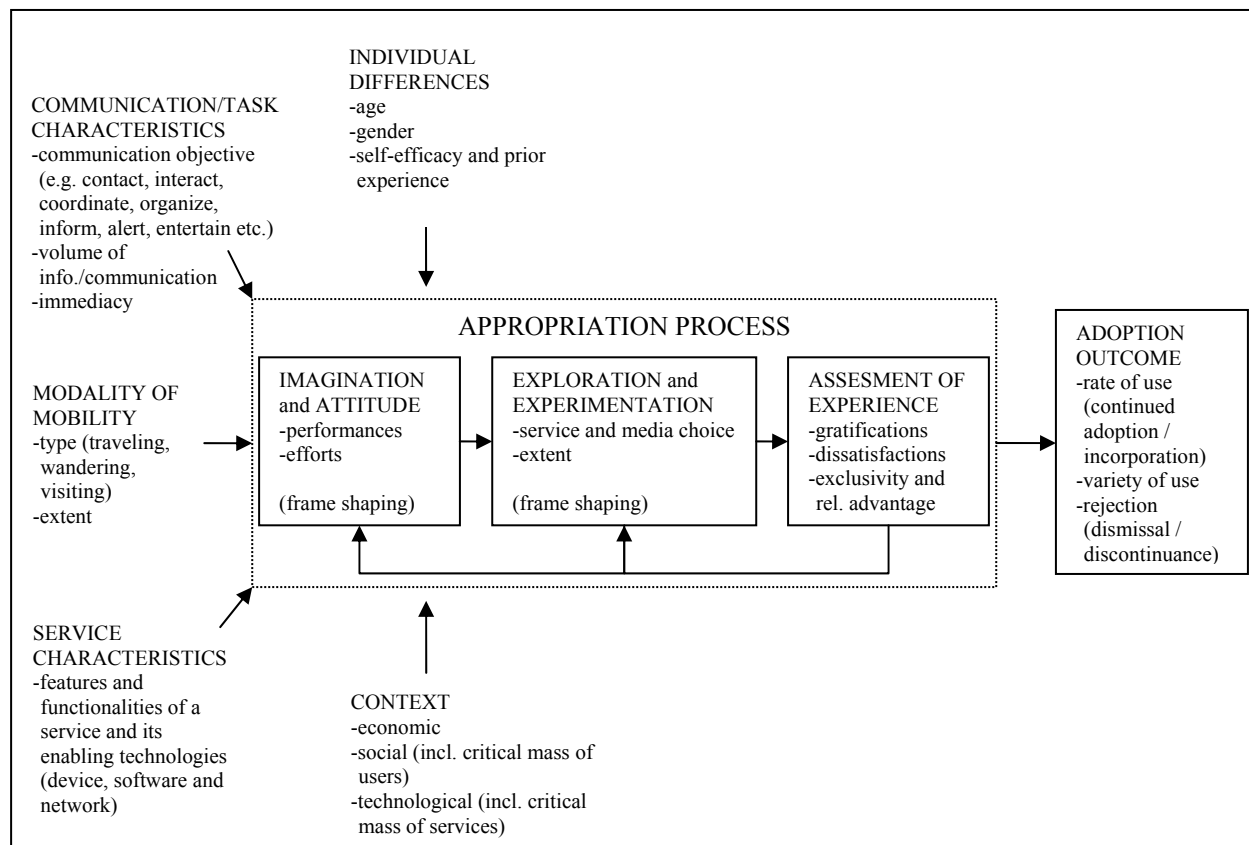 INDIVIDUAL
DIFFERENCES
-age
-gender
-self-efficacy and prior
experience
COMMUNICATION/TASK
CHARACTERISTICS
-communication objective
(e.g. contact, interact,
coordinate, organize,
inform, alert, entertain etc.)
-volume of
info./communication
-immediacy
MODALITY OF
MOBILITY
-type (traveling,
wandering,
visiting)
-extent
SERVICE
CHARACTERISTICS
-features and
functionalities of a
service and its
enabling technologies
(device, software and
network)
APPROPRIATION PROCESS
IMAGINATION
and ATTITUDE
-performances
-efforts
(frame shaping)
EXPLORATION and
EXPERIMENTATION
-service and media choice
-extent
(frame shaping)
ASSESMENT OF
EXPERIENCE
-gratifications
-dissatisfactions
-exclusivity and
rel. advantage
CONTEXT
-economic
-social (incl. critical mass of
users)
-technological (incl. critical
mass of services)
ADOPTION
OUTCOME
-rate of use
(continued
adoption /
incorporation)
-variety of use
-rejection
(dismissal /
discontinuance)